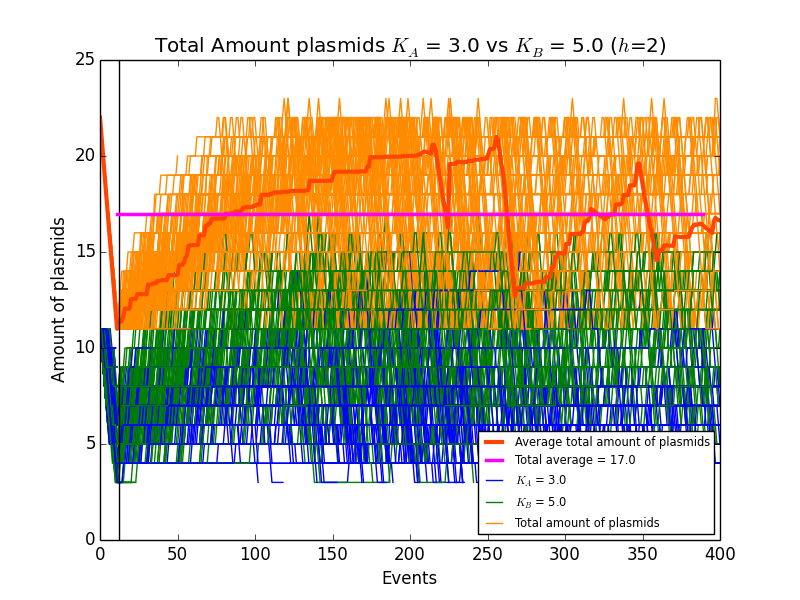 Total Amount plasmids K_A = 3.0 vs K_B = 5.0 (h=2)
25
20
15
10
5
0
Amount of plasmids
0 50 100 150 200 250 300 350 400
Events
Average total amount of plasmids
Total average = 17.0
K_A = 3.0
K_B = 5.0
Total amount of plasmids